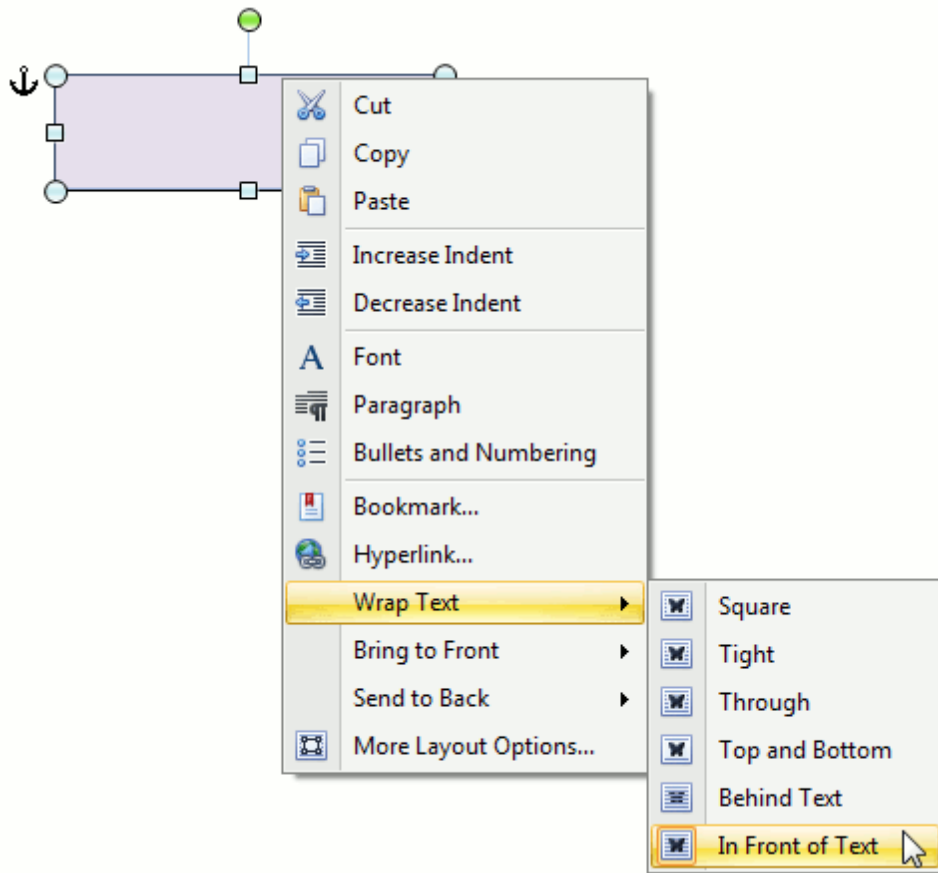 Cut
Copy
Paste
Increase Indent
Decrease Indent
Font
Paragraph
Bullets and Numbering
Bookmark...
Hyperlink...
Wrap Text
Bring to Front
Send to Back
More Layout Options...
Square
Tight
Through
Top and Bottom
Behind Text
In Front of Text